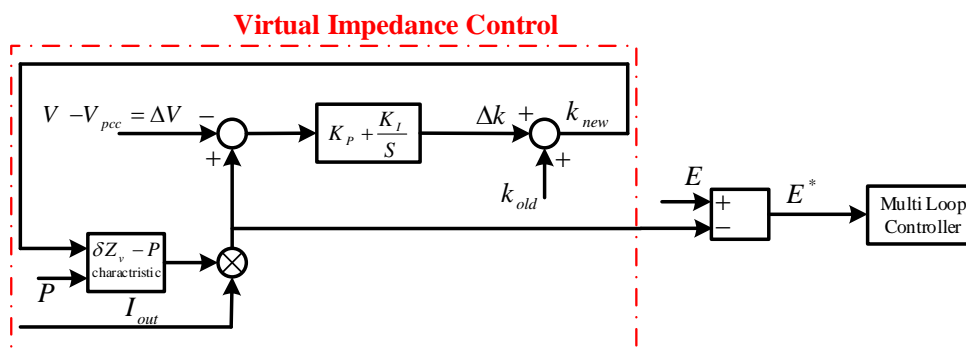 Virtual Impedance Control
V − V_pcc = ΔV
−
+
K_P + K_I / S
Δk
+
k_new
+
k_old
E
+
−
E*
Multi Loop
Controller
δZ_v − P
charactristic
P
I_out